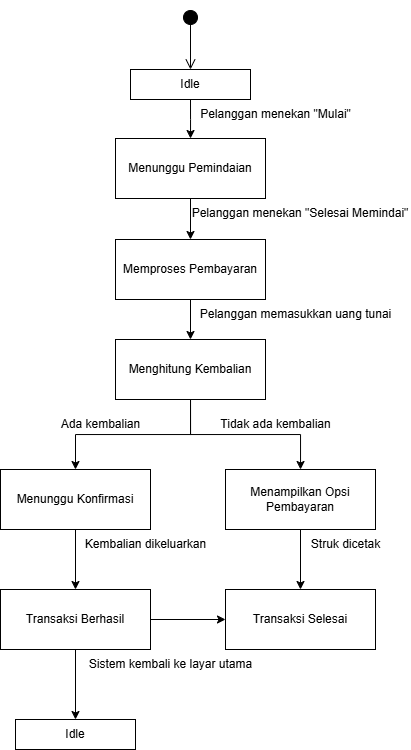 Idle
Pelanggan menekan "Mulai"
Menunggu Pemindaian
Pelanggan menekan "Selesai Memindai"
Memproses Pembayaran
Pelanggan memasukkan uang tunai
Menghitung Kembalian
Ada kembalian
Tidak ada kembalian
Menunggu Konfirmasi
Menampilkan Opsi
Pembayaran
Kembalian dikeluarkan
Struk dicetak
Transaksi Berhasil
Transaksi Selesai
Sistem kembali ke layar utama
Idle